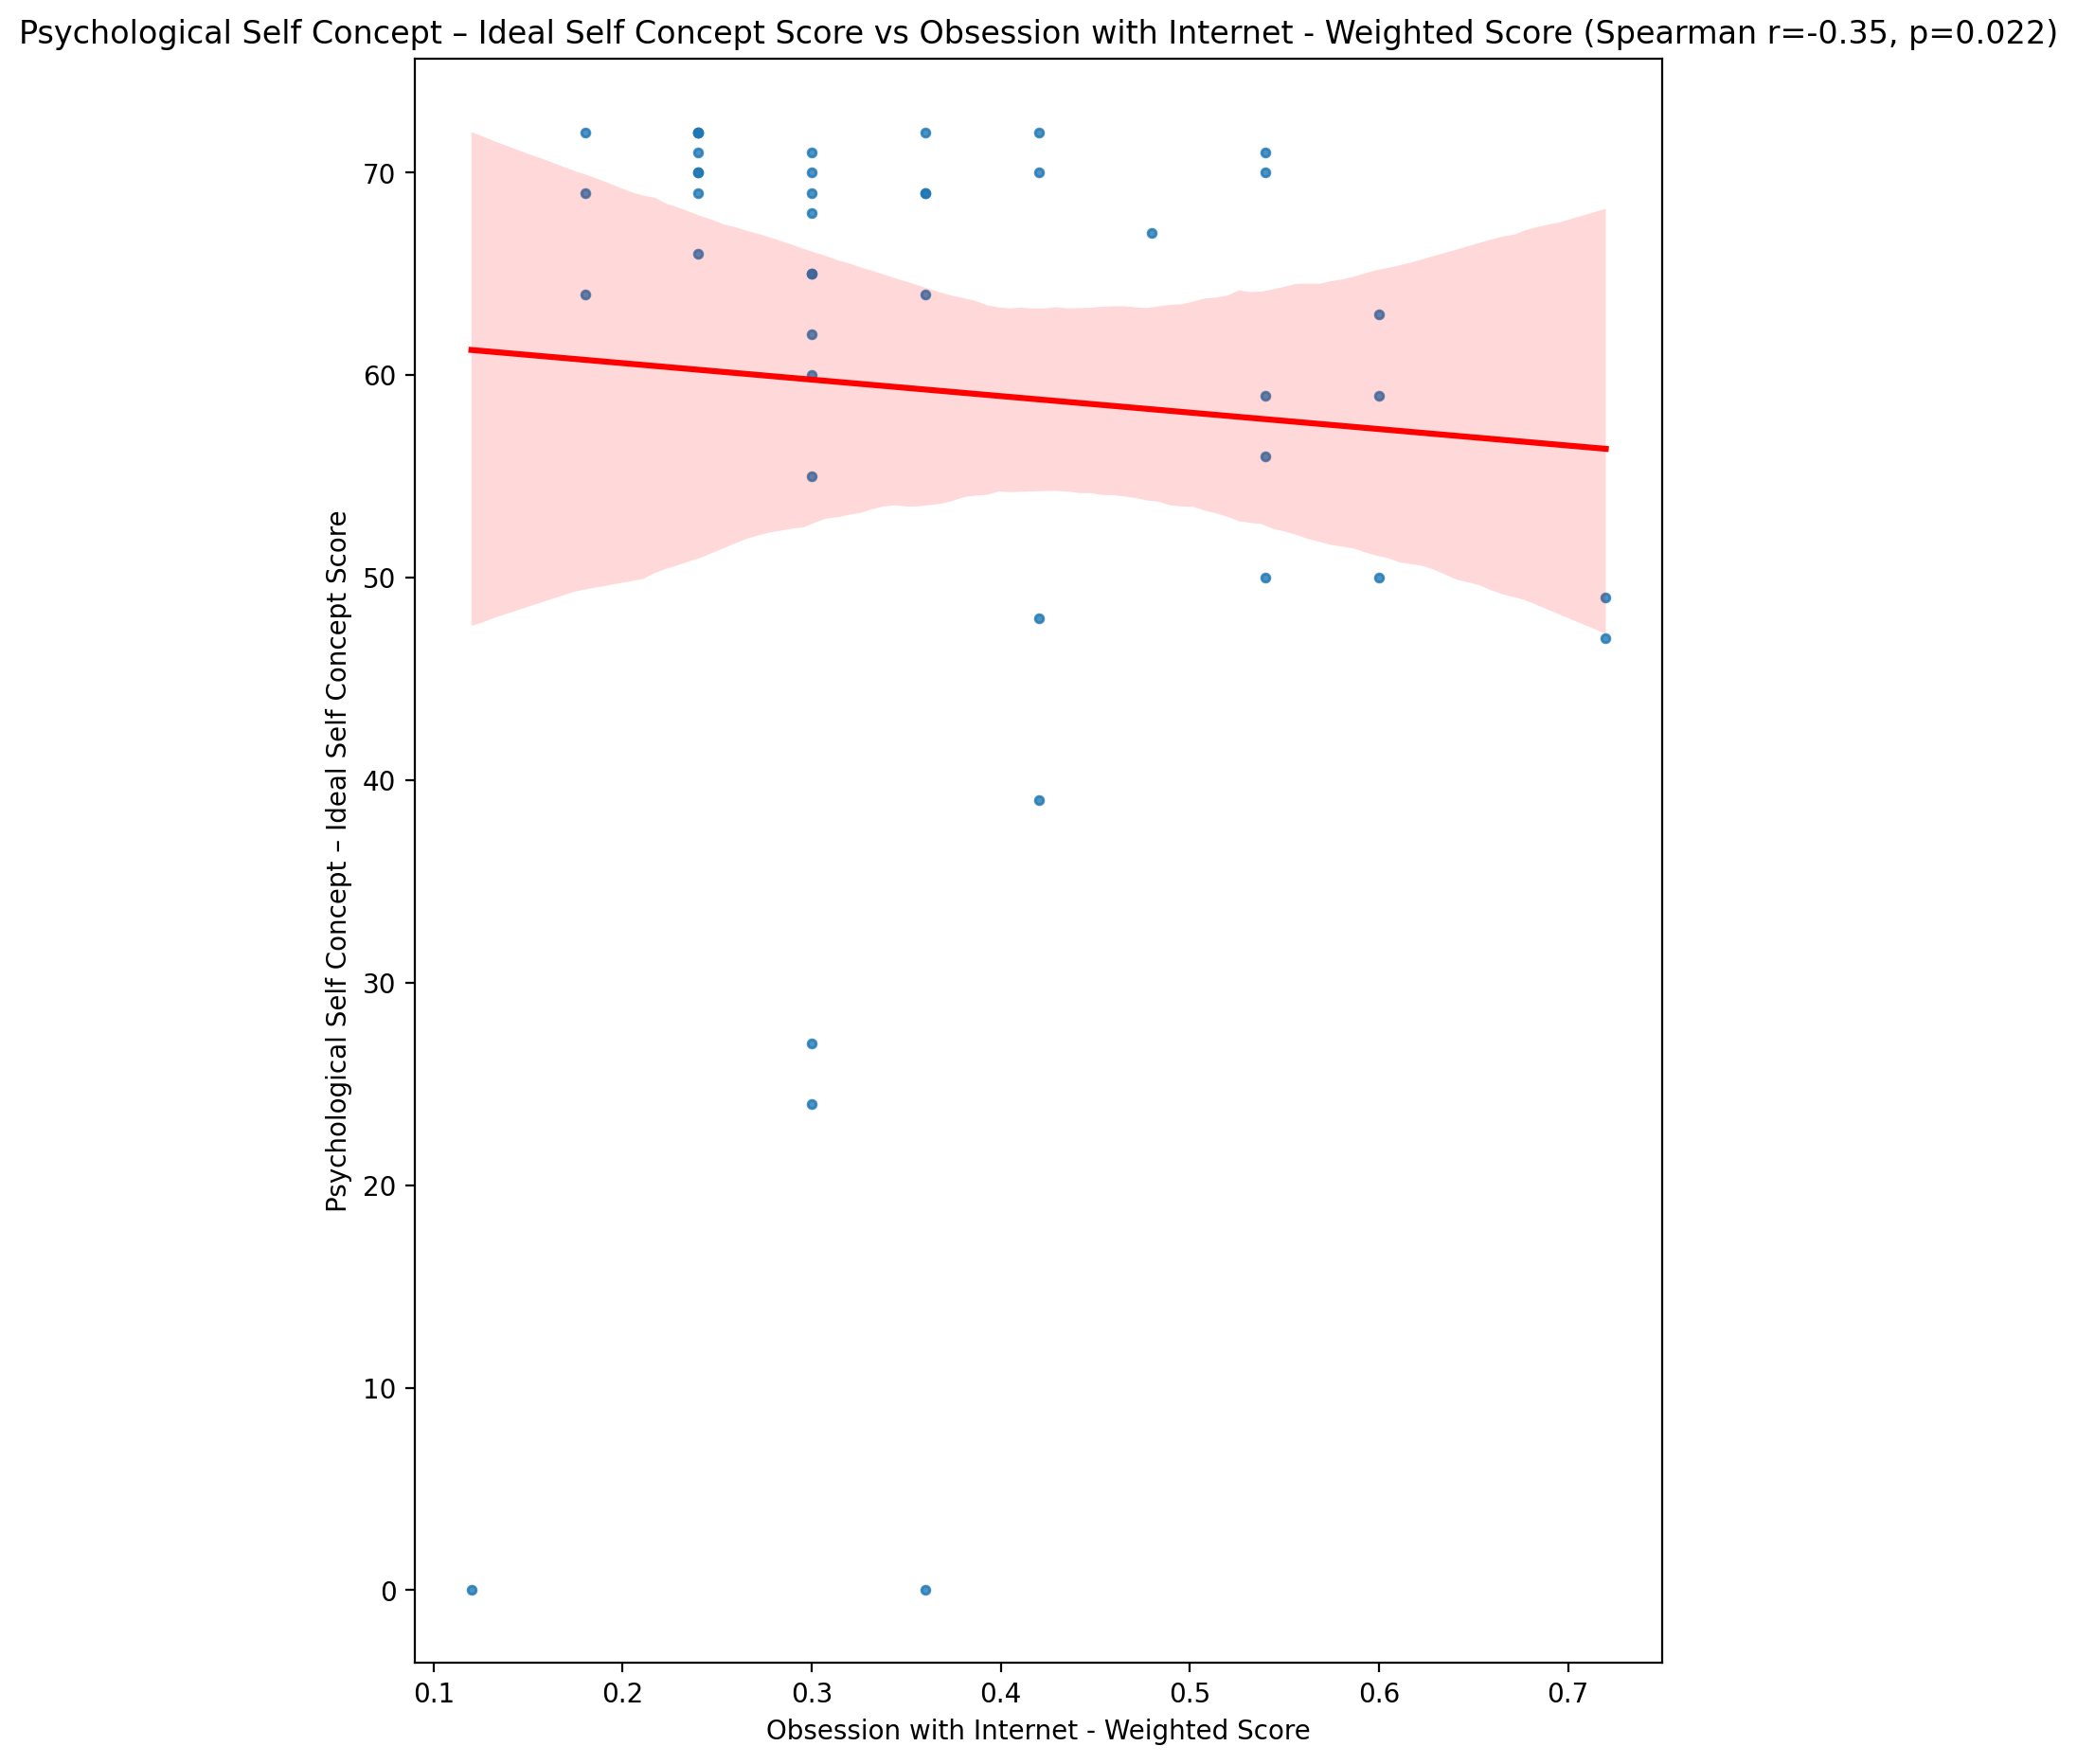 Psychological Self Concept – Ideal Self Concept Score vs Obsession with Internet - Weighted Score (Spearman r=-0.35, p=0.022)
Psychological Self Concept – Ideal Self Concept Score
70
60
50
40
30
20
10
0
0.1 0.2 0.3 0.4 0.5 0.6 0.7
Obsession with Internet - Weighted Score